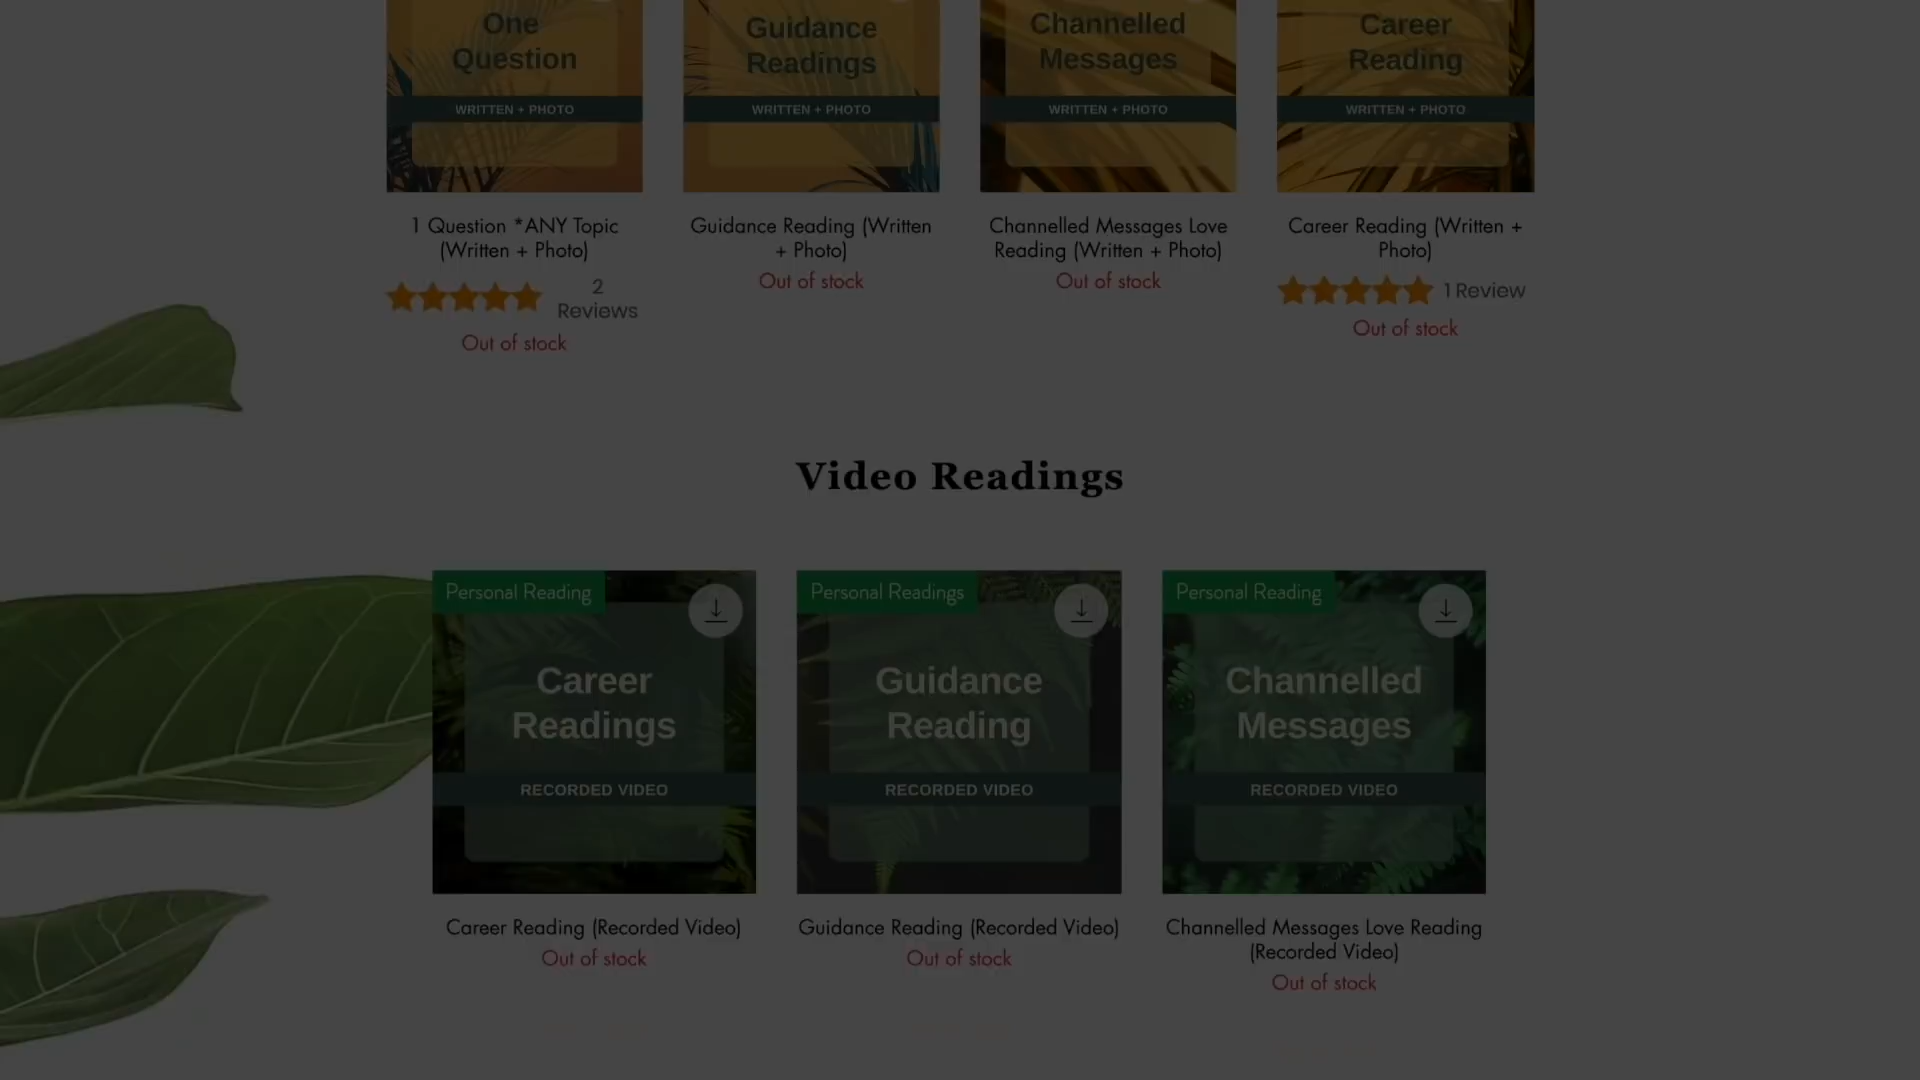 One
Question
WRITTEN + PHOTO
Guidance
Readings
WRITTEN + PHOTO
Channelled
Messages
WRITTEN + PHOTO
Career
Reading
WRITTEN + PHOTO
1 Question *ANY Topic
(Written + Photo)
2
Reviews
Out of stock
Guidance Reading (Written
+ Photo)
Out of stock
Channelled Messages Love
Reading (Written + Photo)
Out of stock
Career Reading (Written +
Photo)
1 Review
Out of stock
Video Readings
Personal Reading
Career
Readings
RECORDED VIDEO
Career Reading (Recorded Video)
Out of stock
Personal Readings
Guidance
Reading
RECORDED VIDEO
Guidance Reading (Recorded Video)
Out of stock
Personal Reading
Channelled
Messages
RECORDED VIDEO
Channelled Messages Love Reading
(Recorded Video)
Out of stock